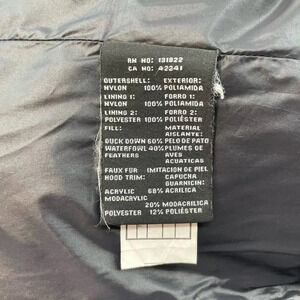 RN NO: 131922
CA NO: 42241
OUTERSHELL: EXTERIOR:
NYLON 100% POLIAMIDA
LINING 1: FORRO 1:
NYLON 100% POLIAMIDA
LINING 2: FORRO 2:
POLYESTER 100% POLIÉSTER
FILL: MATERIAL
AISLANTE:
DUCK DOWN 60% PELO DE PATO
WATERFOWL 40% PLUMES DE
FEATHERS AVES
ACUATICAS
FAUX FUR IMITACION DE PIEL
HOOD TRIM: CAPUCHA
GUARNICIN:
ACRYLIC 68% ACRILICA
MODACRYLIC
20% MODACRILICA
POLYESTER 12% POLIÉSTER